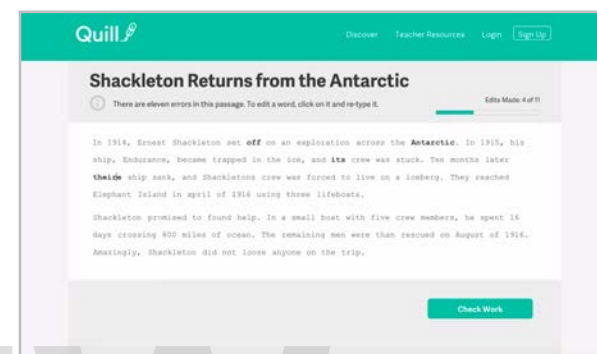 Quill
Discover Teacher Resources Login Sign Up
Shackleton Returns from the Antarctic
There are eleven errors in this passage. To edit a word, click on it and re-type it.
Edits Made: 4 of 11
In 1914, Ernest Shackleton set off on an exploration across the Antarctic. In 1915, his
ship, Endurance, became trapped in the ice, and its crew was stuck. Ten months later
theire ship sank, and Shackletons crew was forced to live on a iceberg. They reached
Elephant Island in april of 1916 using three lifeboats.
Shackleton promised to found help. In a small boat with five crew members, he spent 16
days crossing 800 miles of ocean. The remaining men were than rescued on August of 1916.
Amazingly, Shackleton did not loose anyone on the trip.
Check Work